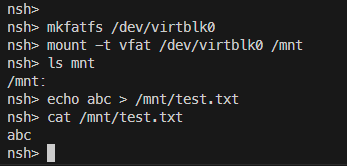 nsh>
nsh> mkfatfs /dev/virtblk0
nsh> mount -t vfat /dev/virtblk0 /mnt
nsh> ls mnt
/mnt:
nsh> echo abc > /mnt/test.txt
nsh> cat /mnt/test.txt
abc
nsh>